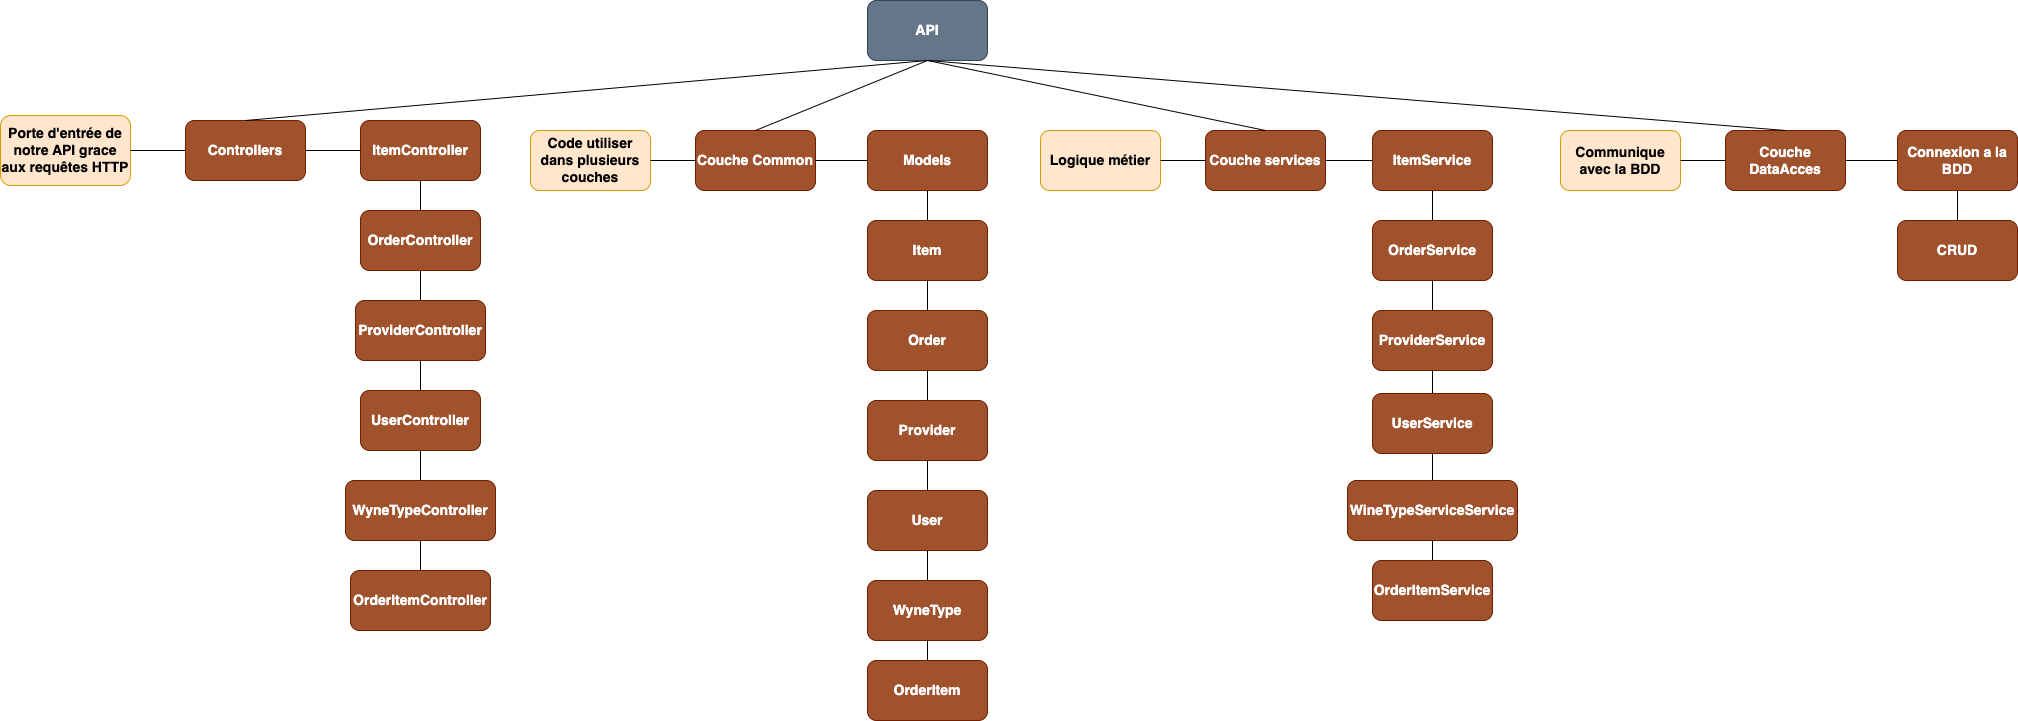 API
Porte d'entrée de
notre API grace
aux requêtes HTTP
Controllers
ItemController
OrderController
ProviderController
UserController
WyneTypeController
OrderItemController
Code utiliser
dans plusieurs
couches
Couche Common
Models
Item
Order
Provider
User
WyneType
OrderItem
Logique métier
Couche services
ItemService
OrderService
ProviderService
UserService
WineTypeServiceService
OrderItemService
Communique
avec la BDD
Couche
DataAcces
Connexion a la
BDD
CRUD